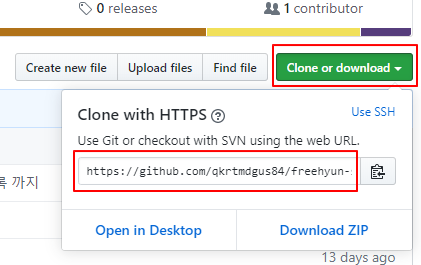 0 releases
1 contributor
Create new file
Upload files
Find file
Clone or download
Clone with HTTPS
Use SSH
Use Git or checkout with SVN using the web URL.
https://github.com/qkrtmdgus84/freehyun-
록 까지
Open in Desktop
Download ZIP
13 days ago